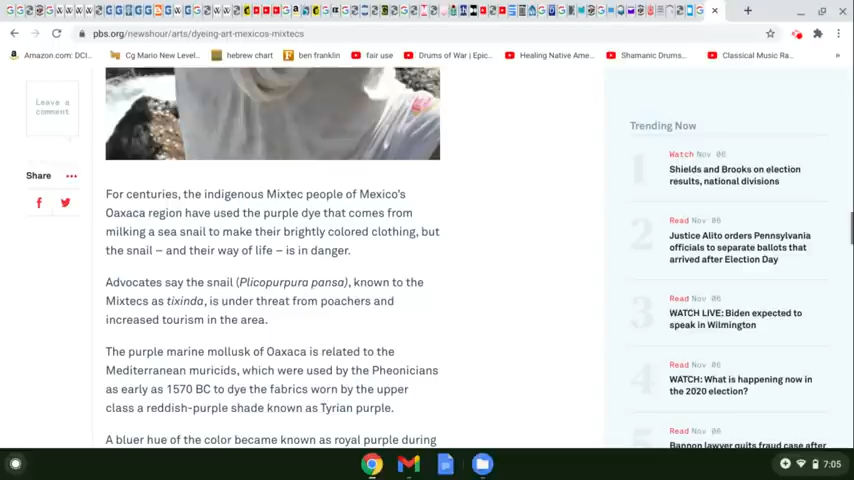 pbs.org/newshour/arts/dyeing-art-mexicos-mixtecs
Amazon.com: DCI...
Cg Mario New Level...
hebrew chart
ben franklin
fair use
Drums of War | Epic...
Healing Native Ame...
Shamanic Drums...
Classical Music Ra...
»
Leave a
comment
Share
For centuries, the indigenous Mixtec people of Mexico's
Oaxaca region have used the purple dye that comes from
milking a sea snail to make their brightly colored clothing, but
the snail – and their way of life – is in danger.
Advocates say the snail (Plicopurpura pansa), known to the
Mixtecs as tixinda, is under threat from poachers and
increased tourism in the area.
The purple marine mollusk of Oaxaca is related to the
Mediterranean muricids, which were used by the Pheonicians
as early as 1570 BC to dye the fabrics worn by the upper
class a reddish-purple shade known as Tyrian purple.
A bluer hue of the color became known as royal purple during
Trending Now
1
Watch Nov 06
Shields and Brooks on election
results, national divisions
2
Read Nov 06
Justice Alito orders Pennsylvania
officials to separate ballots that
arrived after Election Day
3
Read Nov 06
WATCH LIVE: Biden expected to
speak in Wilmington
4
Read Nov 06
WATCH: What is happening now in
the 2020 election?
5
Read Nov 06
Bannon lawyer quits fraud case after
7:05